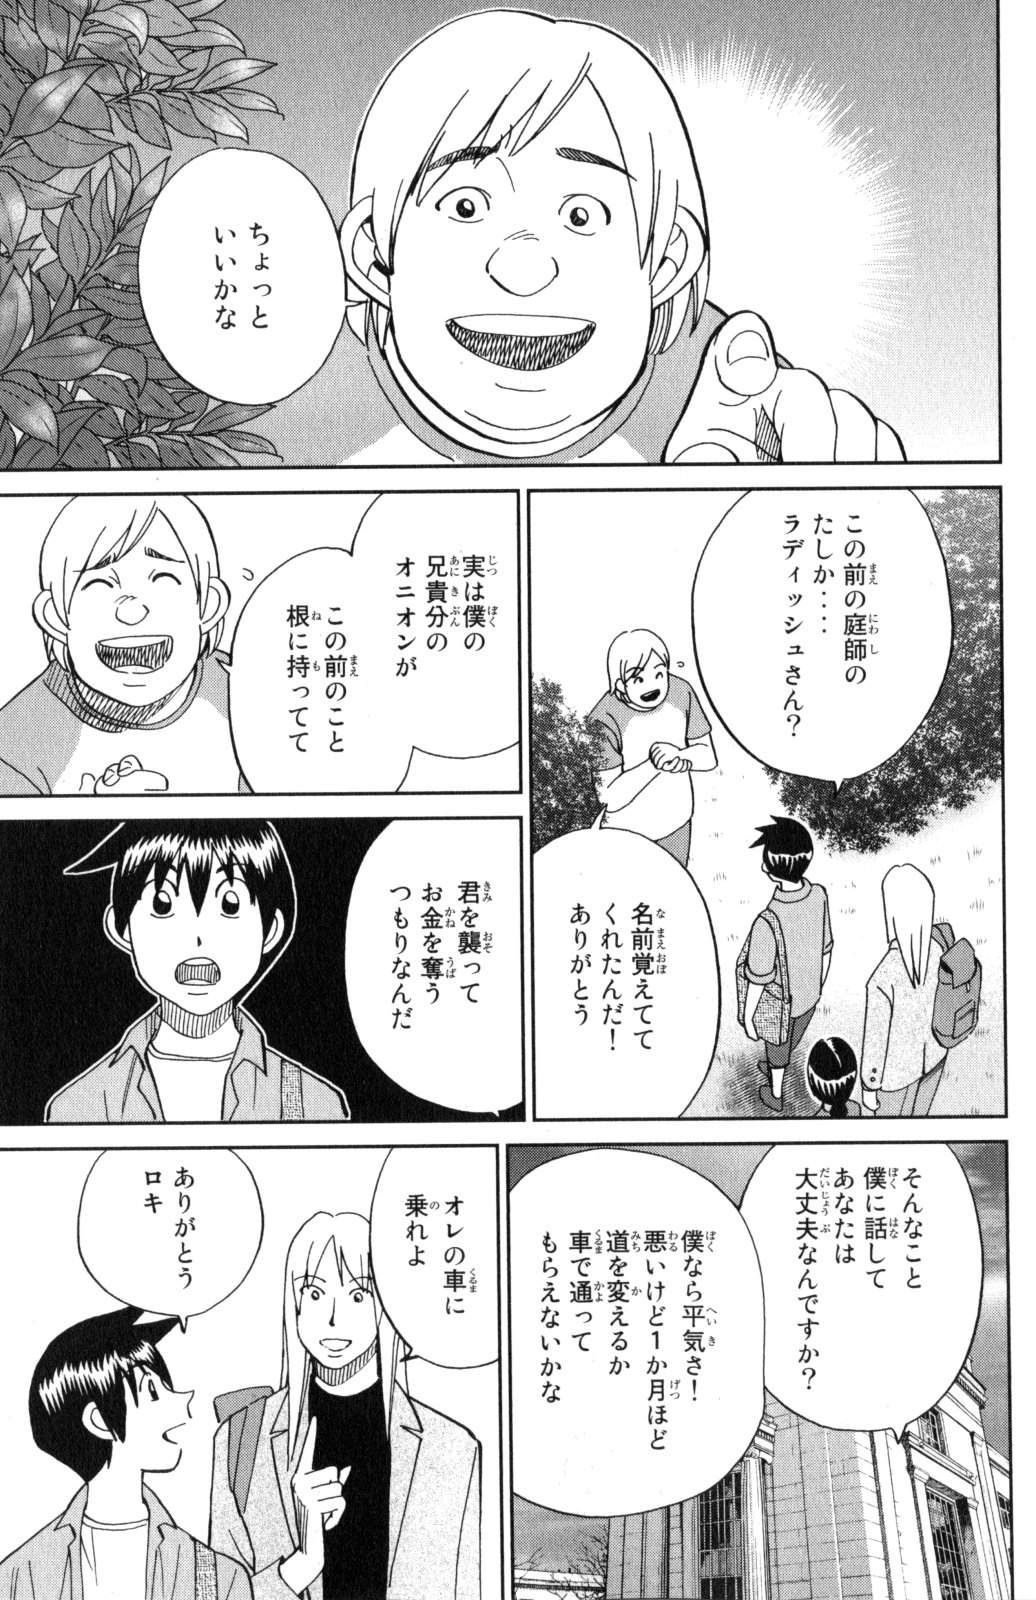 ちょっと
いいかな
この前の庭師の
たしか‥‥
ラディッシュさん？
名前覚えてて
くれたんだ！
ありがとう
実は僕の
兄貴分の
オニオンが
この前のこと
根に持ってて
君を襲って
お金を奪う
つもりなんだ
そんなこと
僕に話して
あなたは
大丈夫なんですか？
僕なら平気さ！
悪いけど1か月ほど
道を変えるか
車で通って
もらえないかな
オレの車に
乗れよ
ありがとう
ロキ